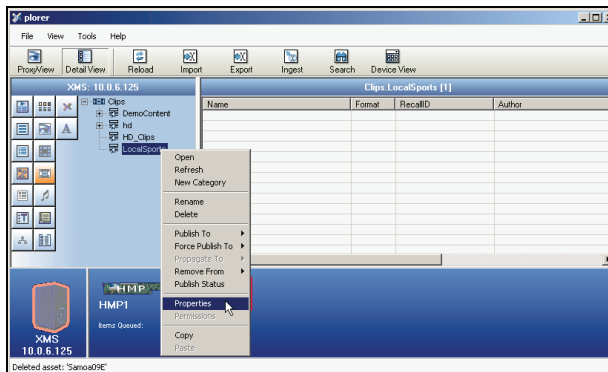 plorer
File View Tools Help
ProxyView Detail View Reload Import Export Ingest Search Device View
XMS: 10.0.6.125
Clips.LocalSports [1]
Clips
DemoContent
hd
HD_Clips
LocalSports
Name Format RecallID Author
Open
Refresh
New Category
Rename
Delete
Publish To
Force Publish To
Propagate To
Remove From
Publish Status
Properties
Permissions
Copy
Paste
HMP
HMP1
Items Queued:
XMS
10.0.6.125
Deleted asset: 'Samoa09E'